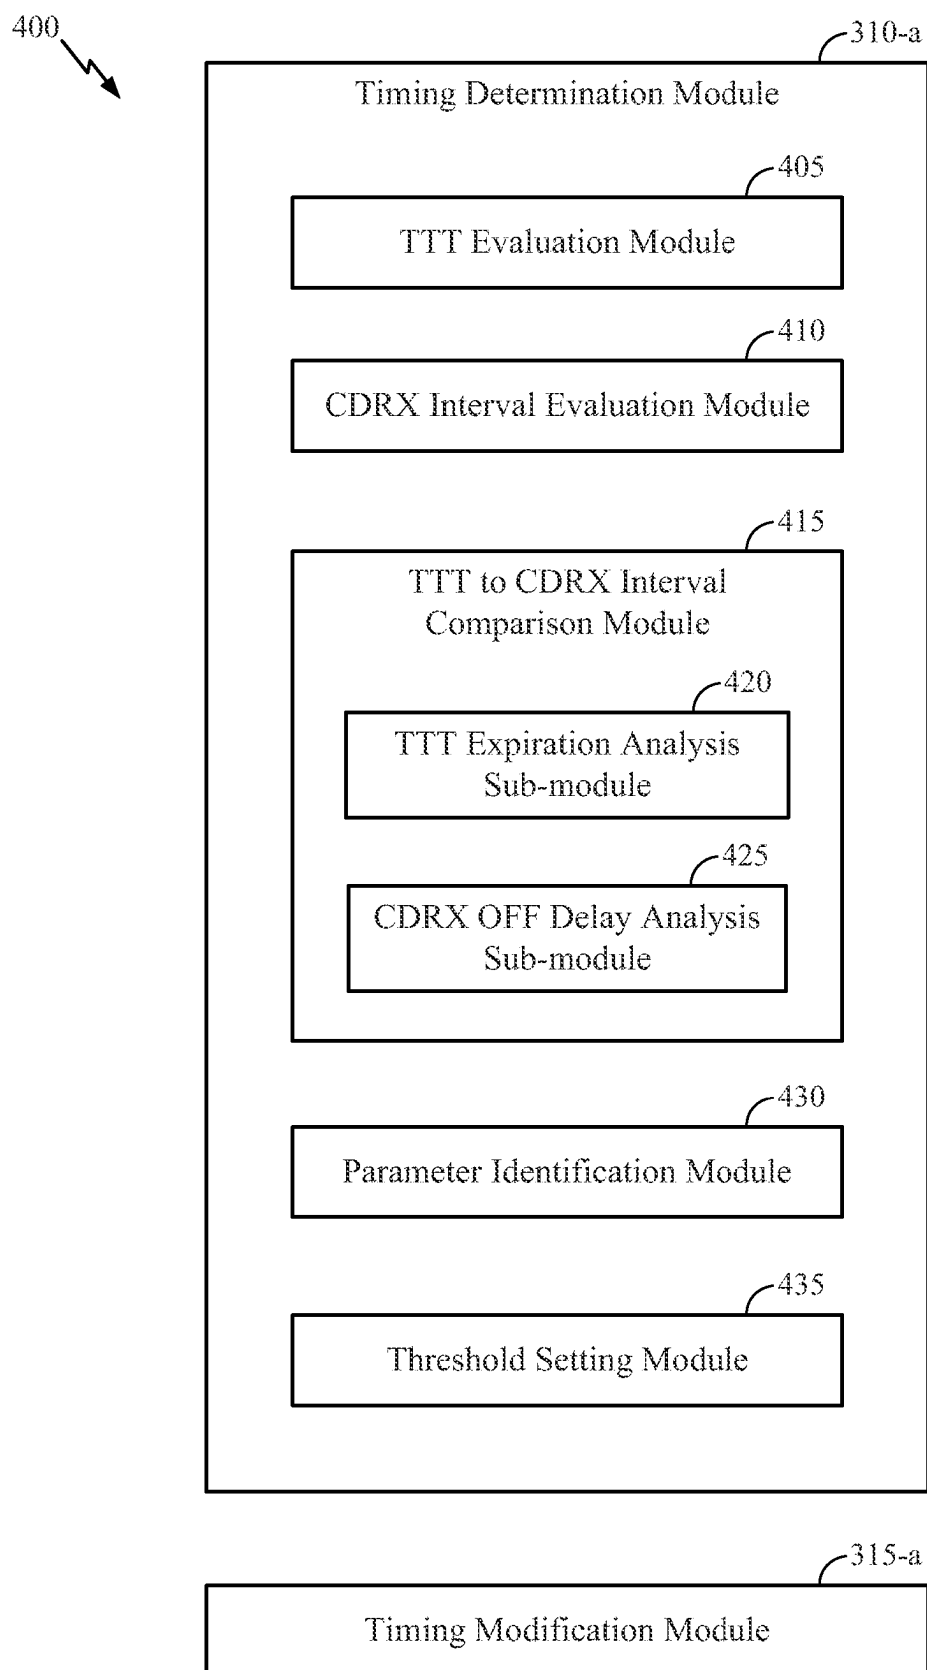 400
310-a
Timing Determination Module
405
TTT Evaluation Module
410
CDRX Interval Evaluation Module
415
TTT to CDRX Interval
Comparison Module
420
TTT Expiration Analysis
Sub-module
425
CDRX OFF Delay Analysis
Sub-module
430
Parameter Identification Module
435
Threshold Setting Module
315-a
Timing Modification Module